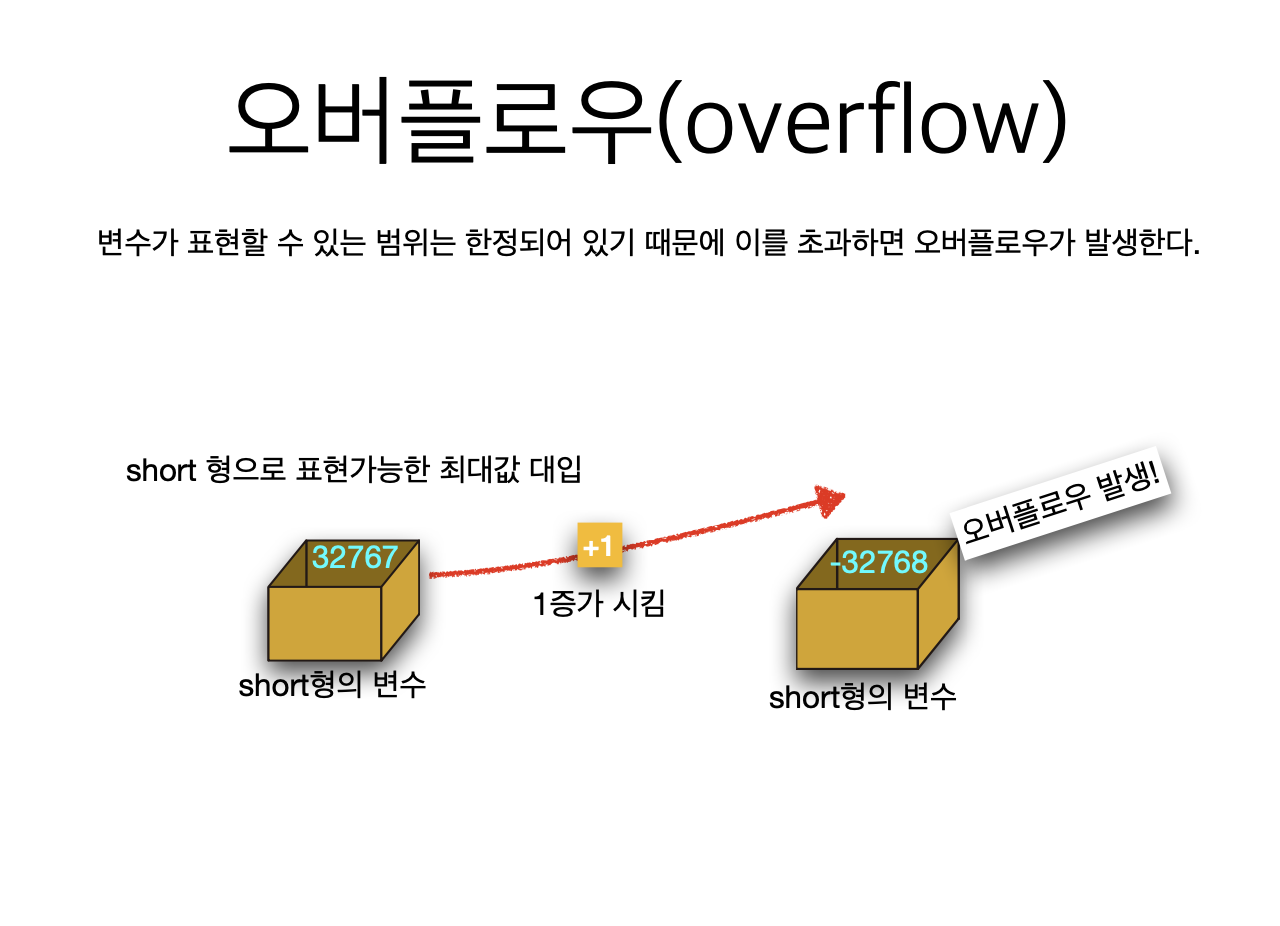 오버플로우(overflow)
변수가 표현할 수 있는 범위는 한정되어 있기 때문에 이를 초과하면 오버플로우가 발생한다.
short 형으로 표현가능한 최대값 대입
오버플로우 발생!
32767
+1
-32768
1증가 시킴
short형의 변수
short형의 변수